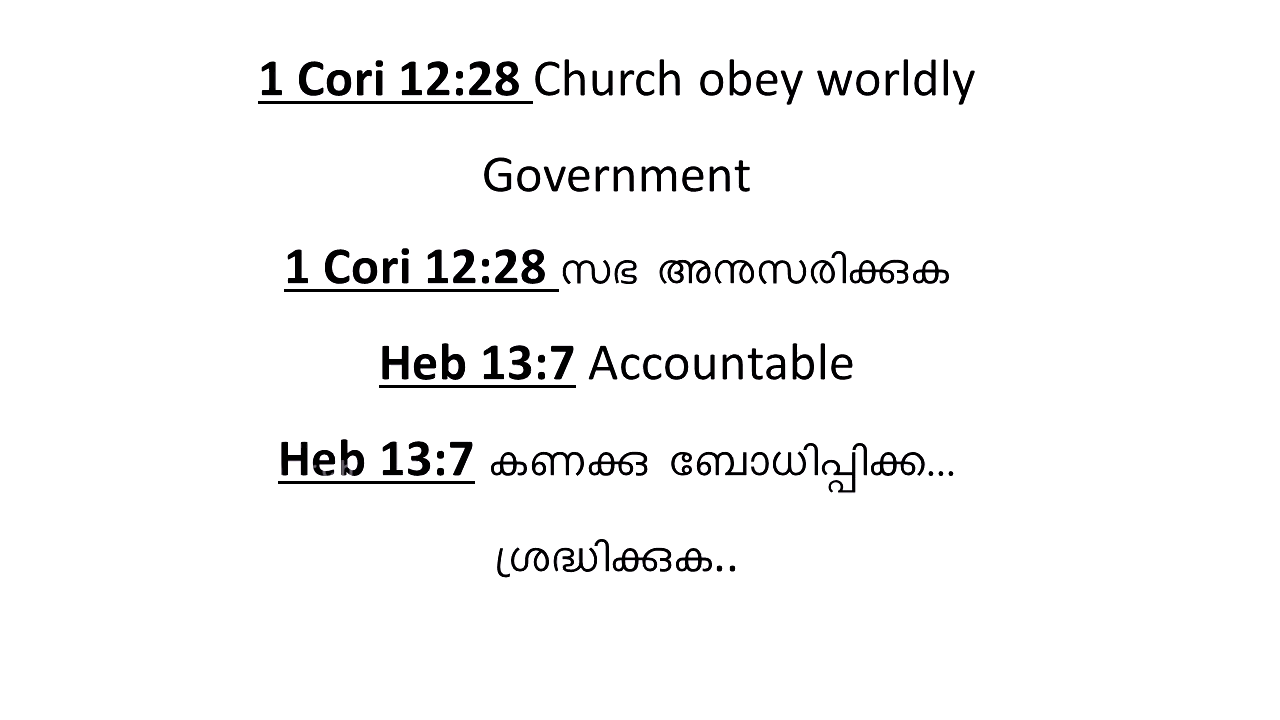 1 Cori 12:28 Church obey worldly
Government
1 Cori 12:28 സഭ അനുസരിക്കുക
Heb 13:7 Accountable
Heb 13:7 കണക്കു ബോധിപ്പിക്ക...
ശ്രദ്ധിക്കുക..